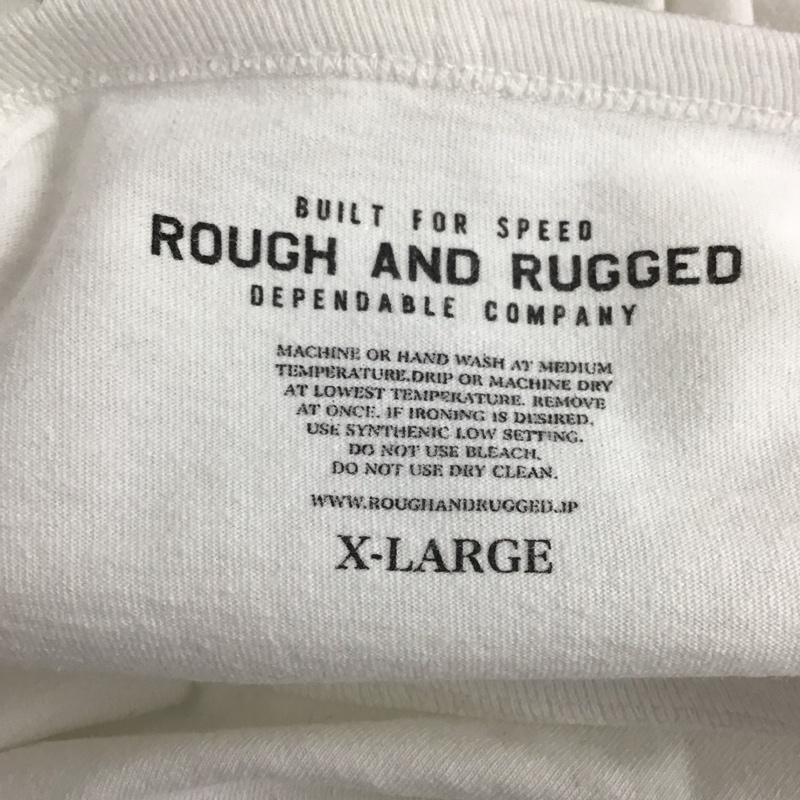 BUILT FOR SPEED
ROUGH AND RUGGED
DEPENDABLE COMPANY
MACHINE OR HAND WASH AT MEDIUM
TEMPERATURE.DRIP OR MACHINE DRY
AT LOWEST TEMPERATURE. REMOVE
AT ONCE. IF IRONING IS DESIRED.
USE SYNTHENIC LOW SETTING.
DO NOT USE BLEACH.
DO NOT USE DRY CLEAN.
WWW.ROUGHANDRUGGED.JP
X-LARGE